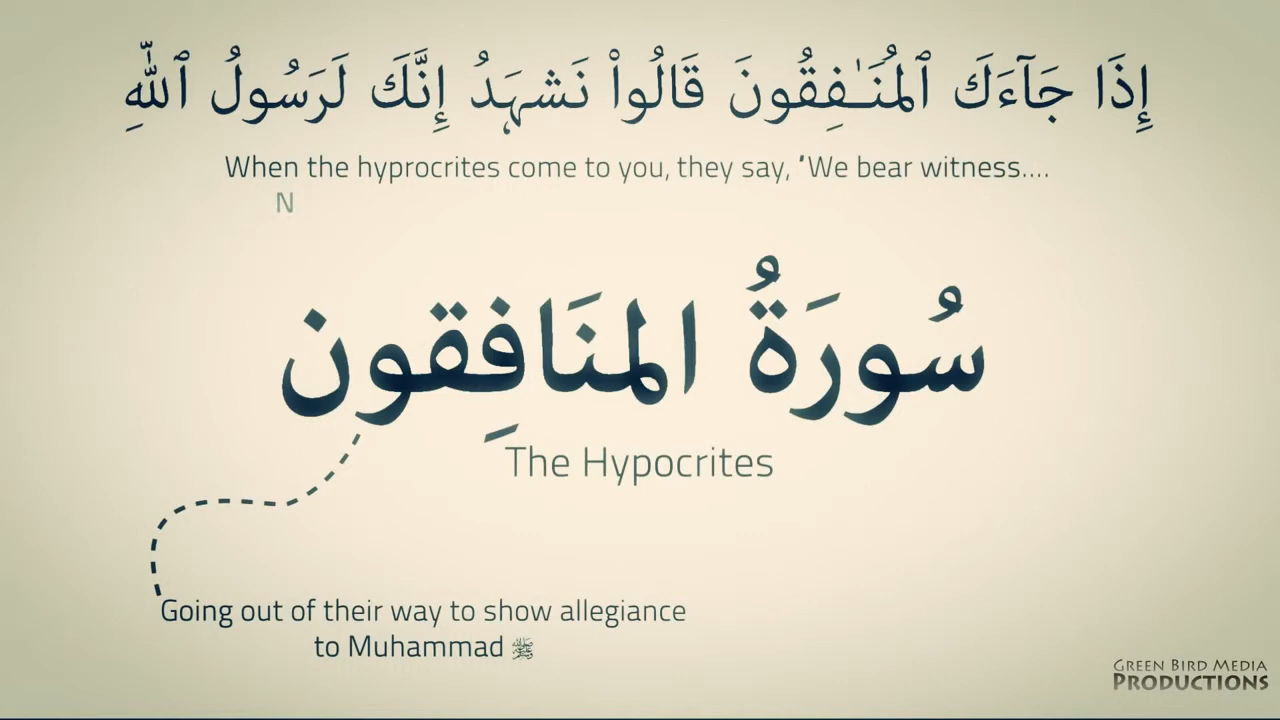 إِذَا جَآءَكَ ٱلْمُنَـٰفِقُونَ قَالُوا۟ نَشْهَدُ إِنَّكَ لَرَسُولُ ٱللَّهِ
When the hyprocrites come to you, they say, "We bear witness....
N
سُورَةُ المنَافِقون
The Hypocrites
Going out of their way to show allegiance
to Muhammad ﷺ
GREEN BIRD MEDIA
PRODUCTIONS